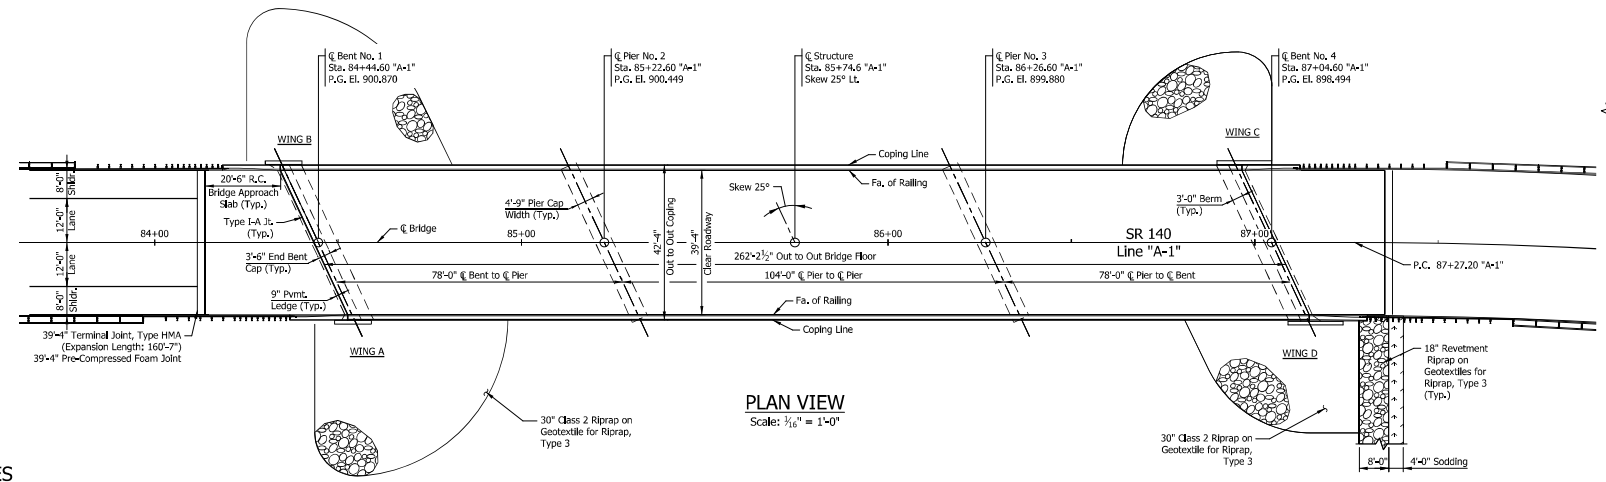 ℄ Bent No. 1
Sta. 84+44.60 "A-1"
P.G. El. 900.870
℄ Pier No. 2
Sta. 85+22.60 "A-1"
P.G. El. 900.449
℄ Structure
Sta. 85+74.6 "A-1"
Skew 25° Lt.
℄ Pier No. 3
Sta. 86+26.60 "A-1"
P.G. El. 899.880
℄ Bent No. 4
Sta. 87+04.60 "A-1"
P.G. El. 898.494
WING B
WING C
Coping Line
Fa. of Railing
8'-0"
Shldr.
12'-0"
Lane
12'-0"
Lane
8'-0"
Shldr.
20'-6" R.C.
Bridge Approach
Slab (Typ.)
Type I-A Jt.
(Typ.)
4'-9" Pier Cap
Width (Typ.)
Skew 25°
3'-0" Berm
(Typ.)
84+00
℄ Bridge
85+00
86+00
SR 140
Line "A-1"
87+00
42'-4"
Out to Out Coping
39'-4"
Clear Roadway
3'-6" End Bent
Cap (Typ.)
262'-2½" Out to Out Bridge Floor
P.C. 87+27.20 "A-1"
78'-0" ℄ Bent to ℄ Pier
104'-0" ℄ Pier to ℄ Pier
78'-0" ℄ Pier to ℄ Bent
9" Pvmt.
Ledge (Typ.)
Fa. of Railing
Coping Line
39'-4" Terminal Joint, Type HMA
(Expansion Length: 160'-7")
39'-4" Pre-Compressed Foam Joint
WING A
WING D
18" Revetment
Riprap on
Geotextiles for
Riprap, Type 3
(Typ.)
PLAN VIEW
Scale: 1/16" = 1'-0"
30" Class 2 Riprap on
Geotextile for Riprap,
Type 3
30" Class 2 Riprap on
Geotextile for Riprap,
Type 3
8'-0"
4'-0" Sodding
ES